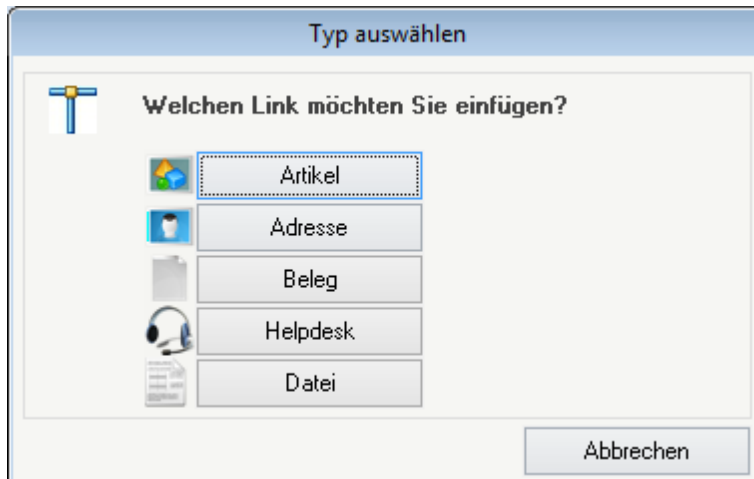 Typ auswählen
Welchen Link möchten Sie einfügen?
Artikel
Adresse
Beleg
Helpdesk
Datei
Abbrechen